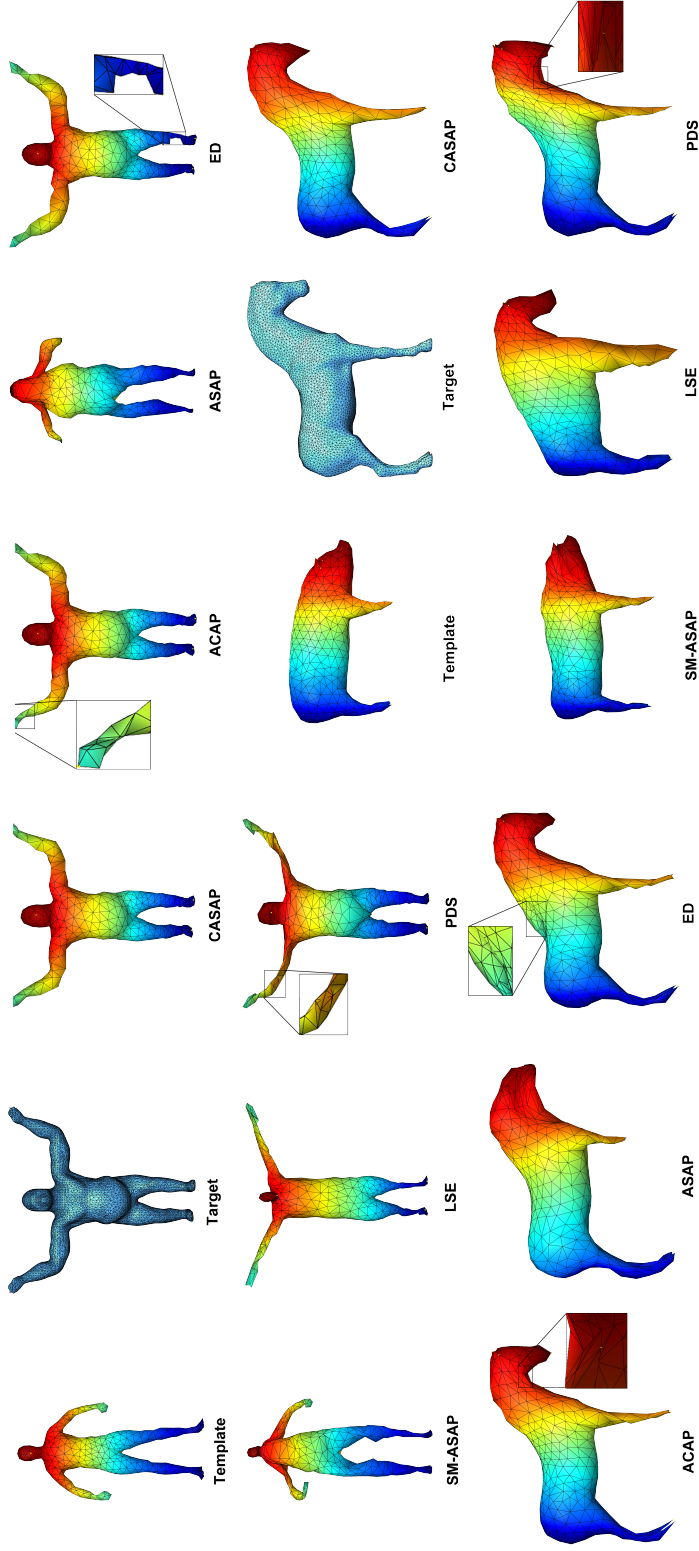 Template
Target
CASAP
ACAP
ASAP
ED
SM-ASAP
LSE
PDS
Template
Target
CASAP
ACAP
ASAP
ED
SM-ASAP
LSE
PDS